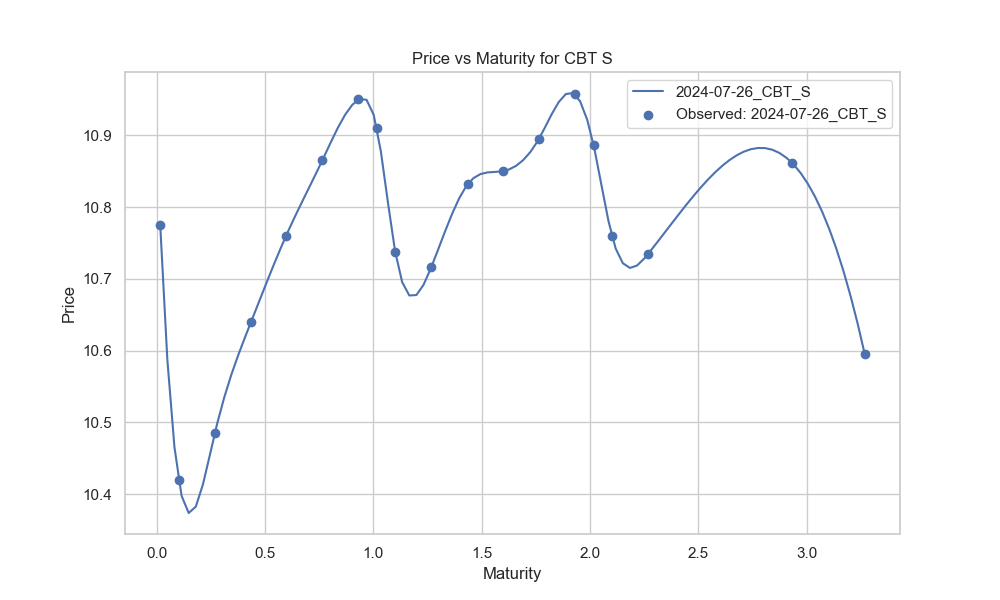 Price vs Maturity for CBT S
2024-07-26_CBT_S
Observed: 2024-07-26_CBT_S
10.9
10.8
10.7
10.6
10.5
10.4
Price
0.0 0.5 1.0 1.5 2.0 2.5 3.0
Maturity